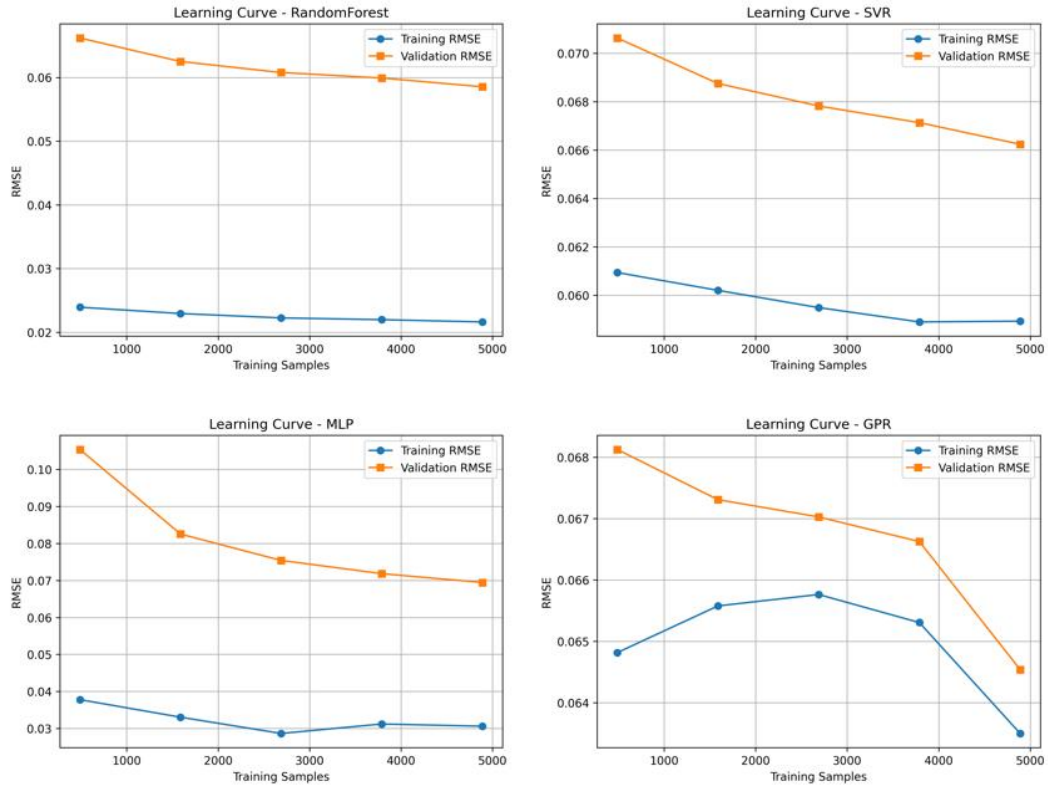 Learning Curve - RandomForest
Training RMSE
Validation RMSE
0.06
0.05
0.04
0.03
0.02
RMSE
1000 2000 3000 4000 5000
Training Samples
Learning Curve - SVR
Training RMSE
Validation RMSE
0.070
0.068
0.066
0.064
0.062
0.060
RMSE
1000 2000 3000 4000 5000
Training Samples
Learning Curve - MLP
Training RMSE
Validation RMSE
0.10
0.09
0.08
0.07
0.06
0.05
0.04
0.03
RMSE
1000 2000 3000 4000 5000
Training Samples
Learning Curve - GPR
Training RMSE
Validation RMSE
0.068
0.067
0.066
0.065
0.064
RMSE
1000 2000 3000 4000 5000
Training Samples